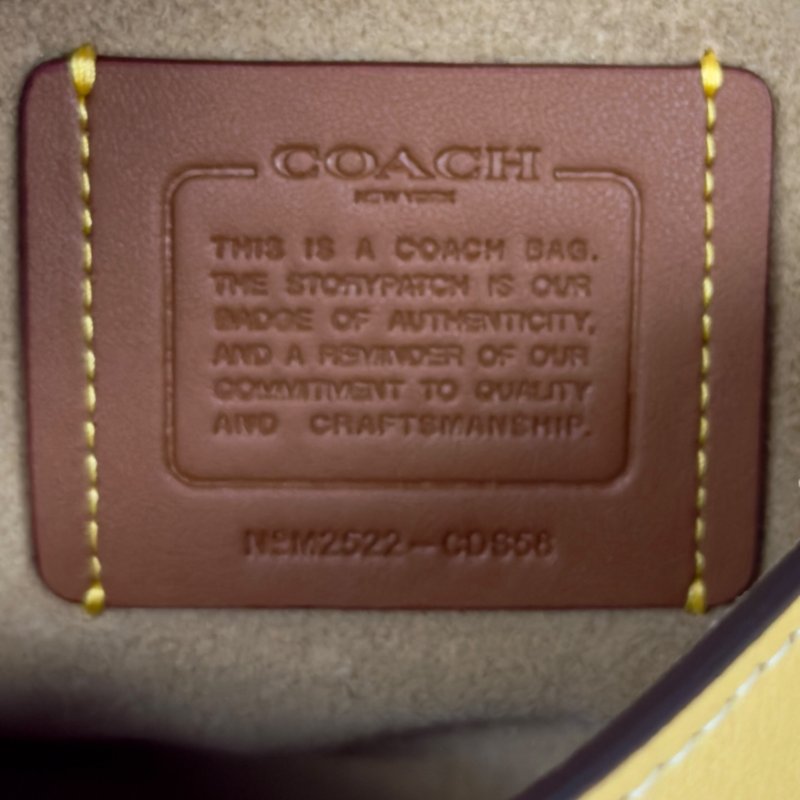 COACH
NEW YORK
THIS IS A COACH BAG.
THE STORYPATCH IS OUR
BADGE OF AUTHENTICITY,
AND A REMINDER OF OUR
COMMITMENT TO QUALITY
AND CRAFTSMANSHIP.
NºM2522-CDS58